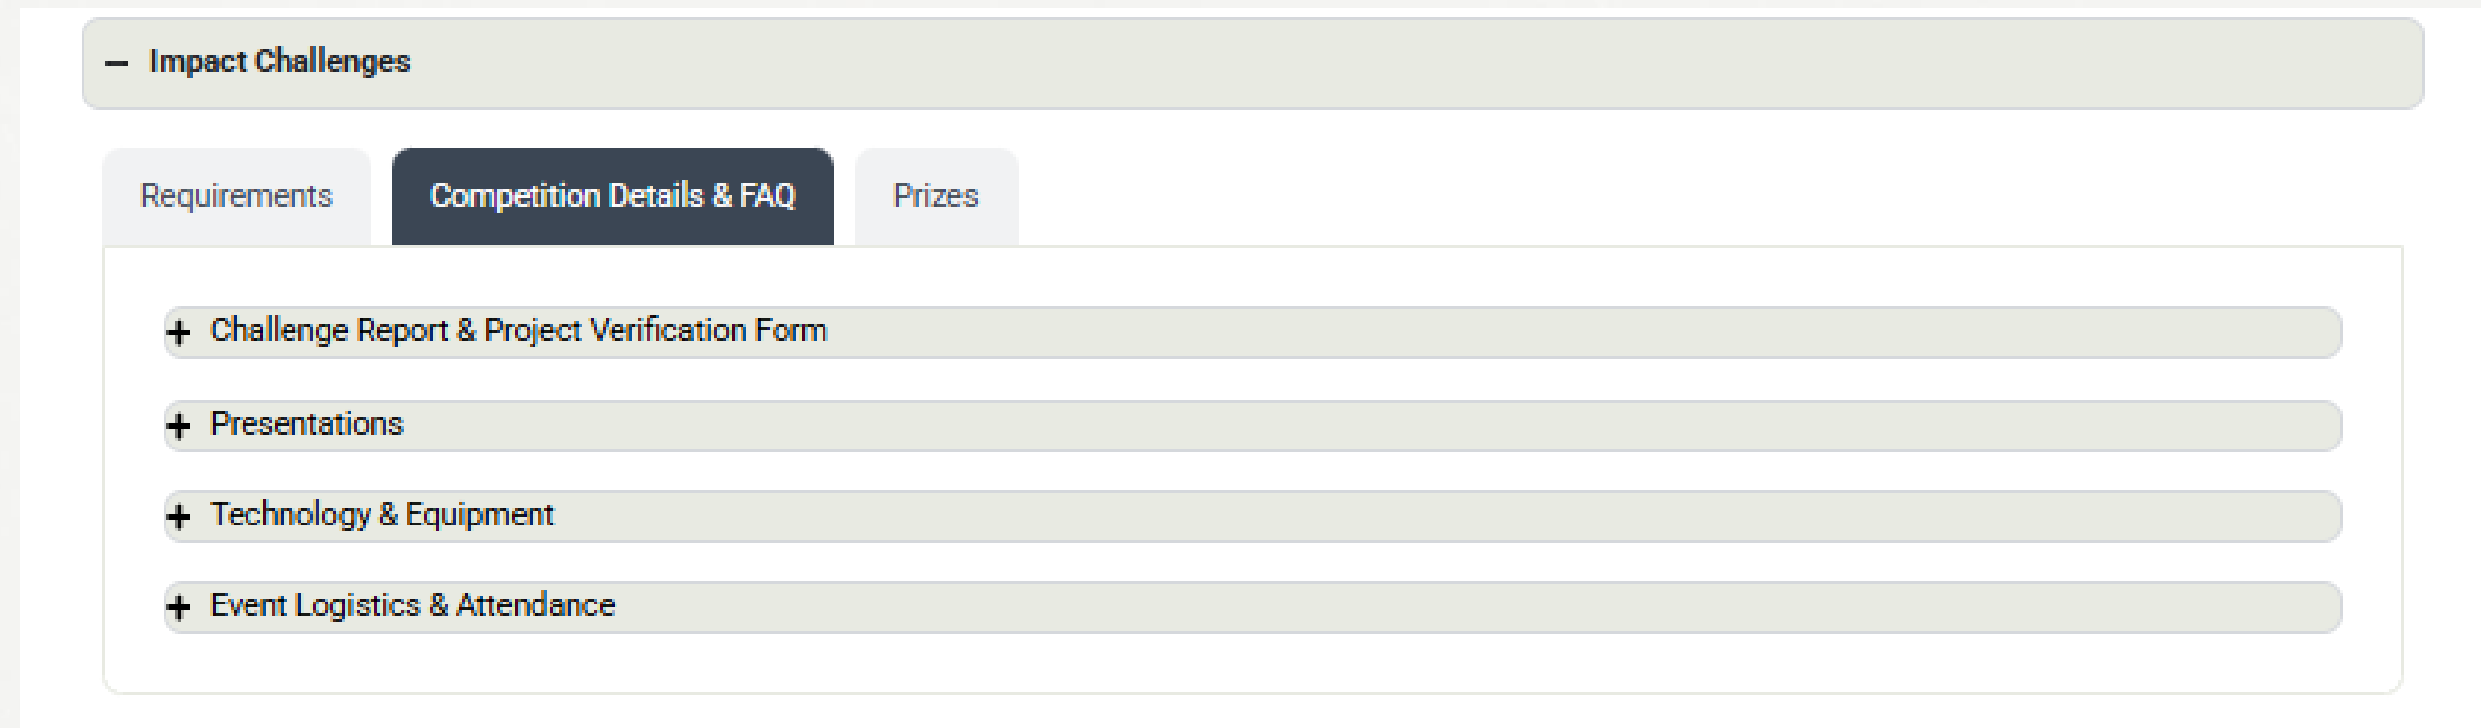 − Impact Challenges
Requirements Competition Details & FAQ Prizes
+ Challenge Report & Project Verification Form
+ Presentations
+ Technology & Equipment
+ Event Logistics & Attendance